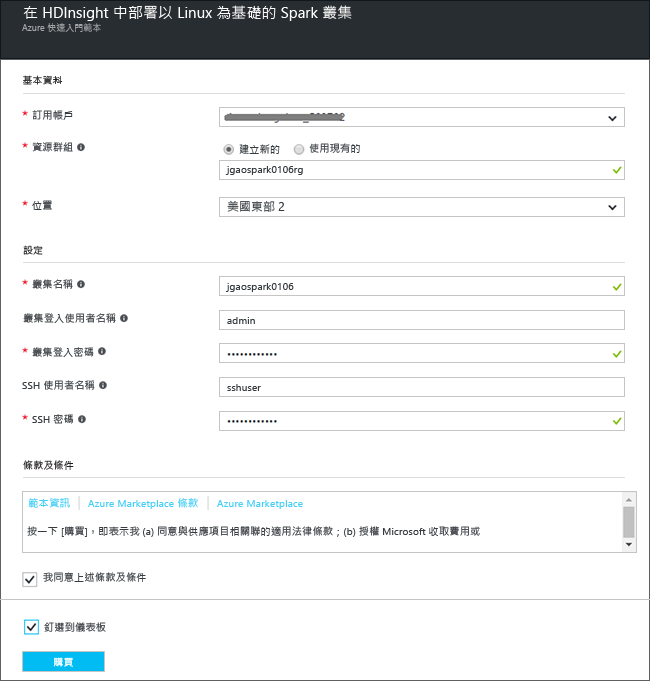 在 HDInsight 中部署以 Linux 為基礎的 Spark 叢集
Azure 快速入門範本
基本資料
* 訂用帳戶
* 資源群組
建立新的 使用現有的
jgaospark0106rg
* 位置
美國東部 2
設定
* 叢集名稱
jgaospark0106
叢集登入使用者名稱
admin
* 叢集登入密碼
••••••••••••
SSH 使用者名稱
sshuser
* SSH 密碼
••••••••••••
條款及條件
範本資訊 Azure Marketplace 條款 Azure Marketplace
按一下 [購買]，即表示我 (a) 同意與供應項目相關聯的適用法律條款；(b) 授權 Microsoft 收取費用或
我同意上述條款及條件
釘選到儀表板
購買